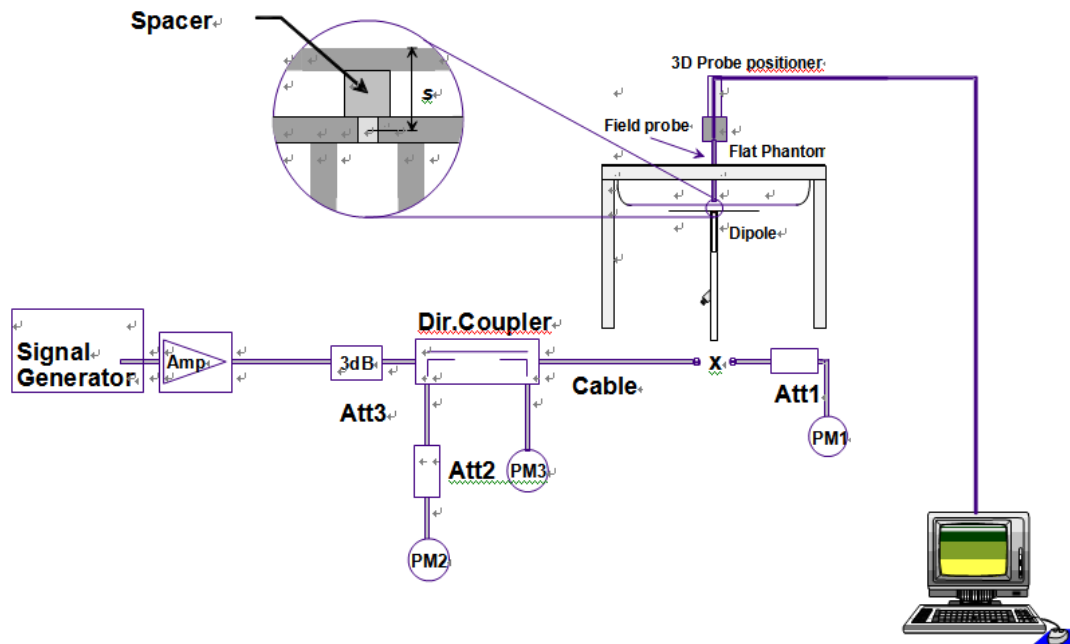 Spacer
s
3D Probe positioner
Field probe
Flat Phantom
Dipole
Signal
Generator
Amp
3dB
Att3
Dir.Coupler
Cable
x
Att1
PM1
Att2
PM3
PM2